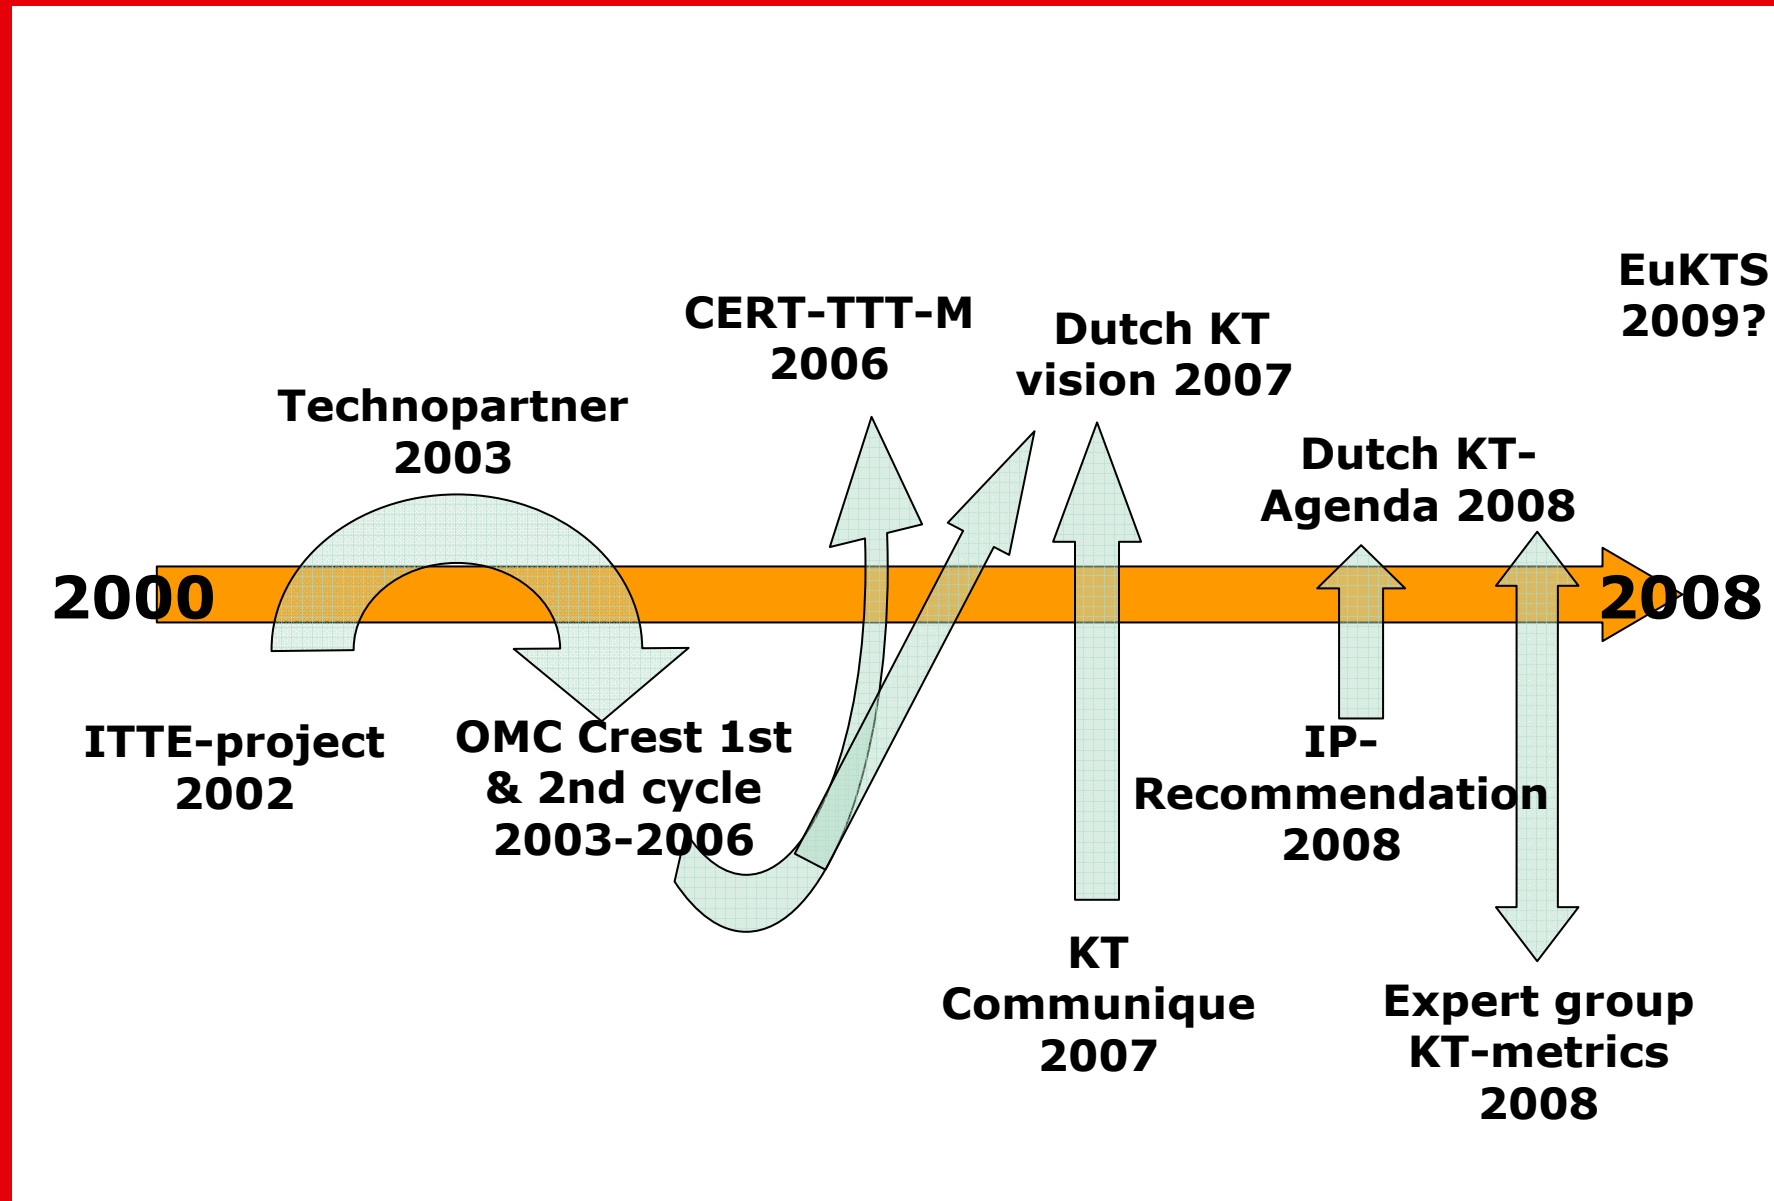 EuKTS
2009?
CERT-TTT-M
2006
Dutch KT
vision 2007
Technopartner
2003
Dutch KT-
Agenda 2008
2000
2008
ITTE-project
2002
OMC Crest 1st
& 2nd cycle
2003-2006
IP-
Recommendation
2008
KT
Communique
2007
Expert group
KT-metrics
2008